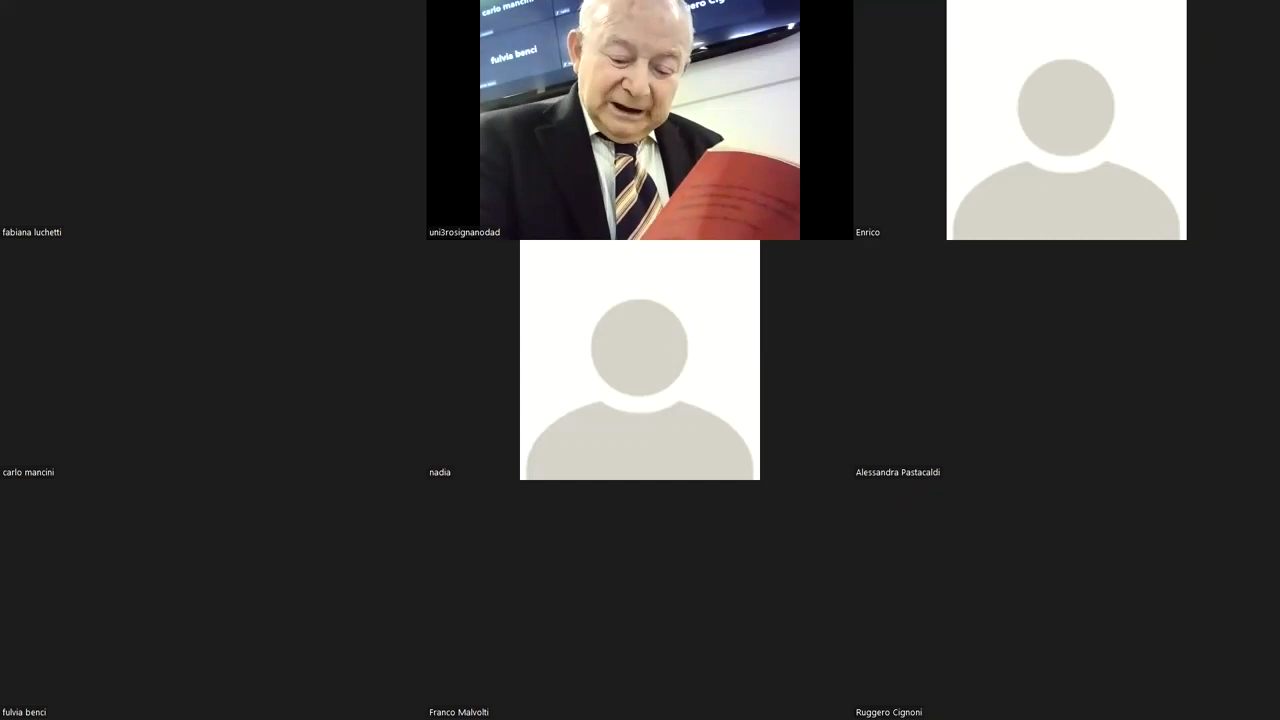 carlo mancini
fulvia benci
fabiana luchetti
uni3rosignanodad
Enrico
carlo mancini
nadia
Alessandra Pastacaldi
fulvia benci
Franco Malvolti
Ruggero Cignoni